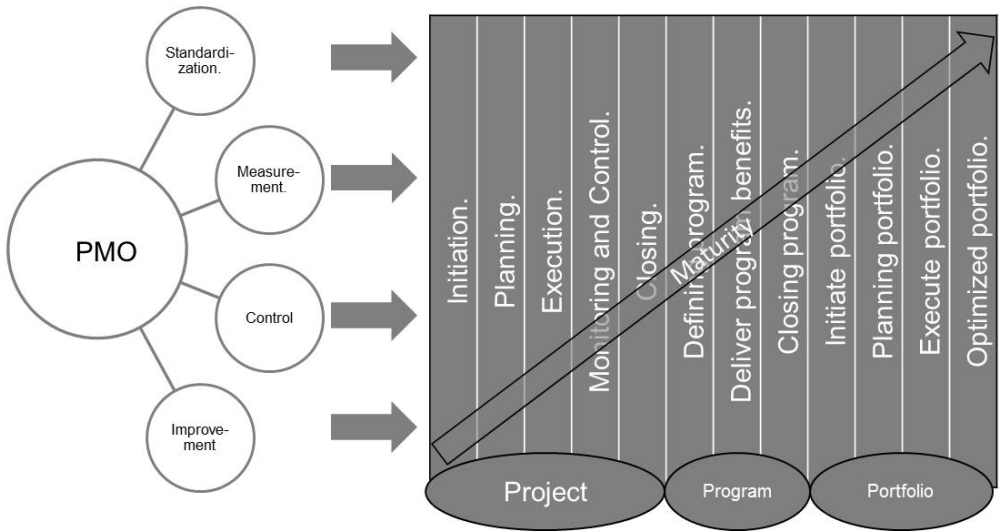 PMO
Standardi-
zation.
Measure-
ment.
Control
Improve-
ment
Initiation.
Planning.
Execution.
Monitoring and Control.
Closing.
Defining program.
Deliver program benefits.
Closing program.
Initiate portfolio.
Planning portfolio.
Execute portfolio.
Optimized portfolio.
Maturity
Project
Program
Portfolio